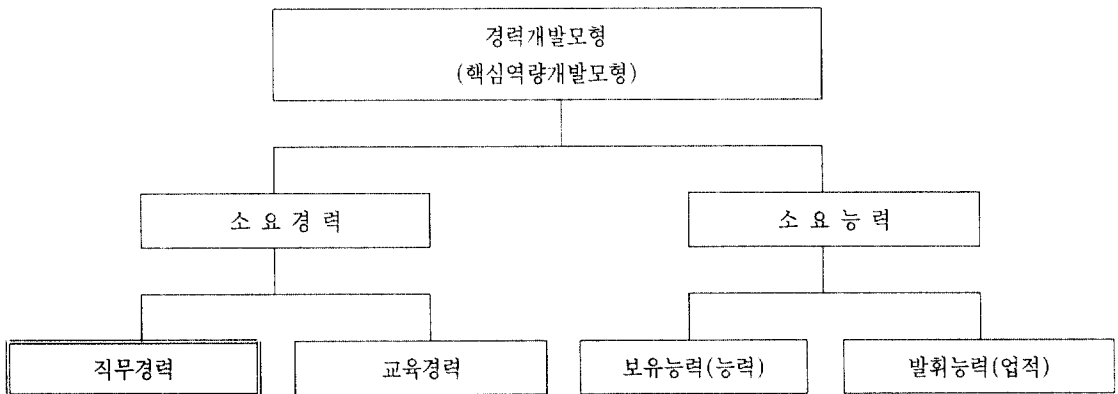 경력개발모형
(핵심역량개발모형)
소 요 경 력
소 요 능 력
직무경력
교육경력
보유능력(능력)
발휘능력(업적)